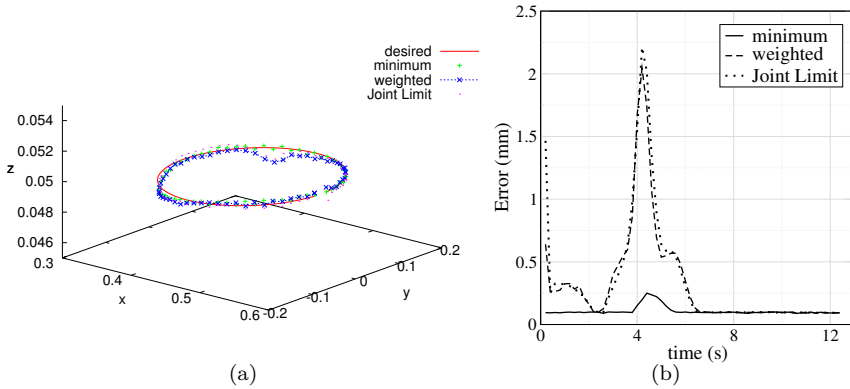 desired
minimum
weighted
Joint Limit
0.054
0.052
z 0.05
0.048
0.046
0.3
0.4
x
0.5
0.6
-0.2
-0.1
0
y
0.1
0.2
(a)
2.5
2
1.5
1
0.5
0
Error (mm)
minimum
weighted
Joint Limit
0 4 8 12
time (s)
(b)